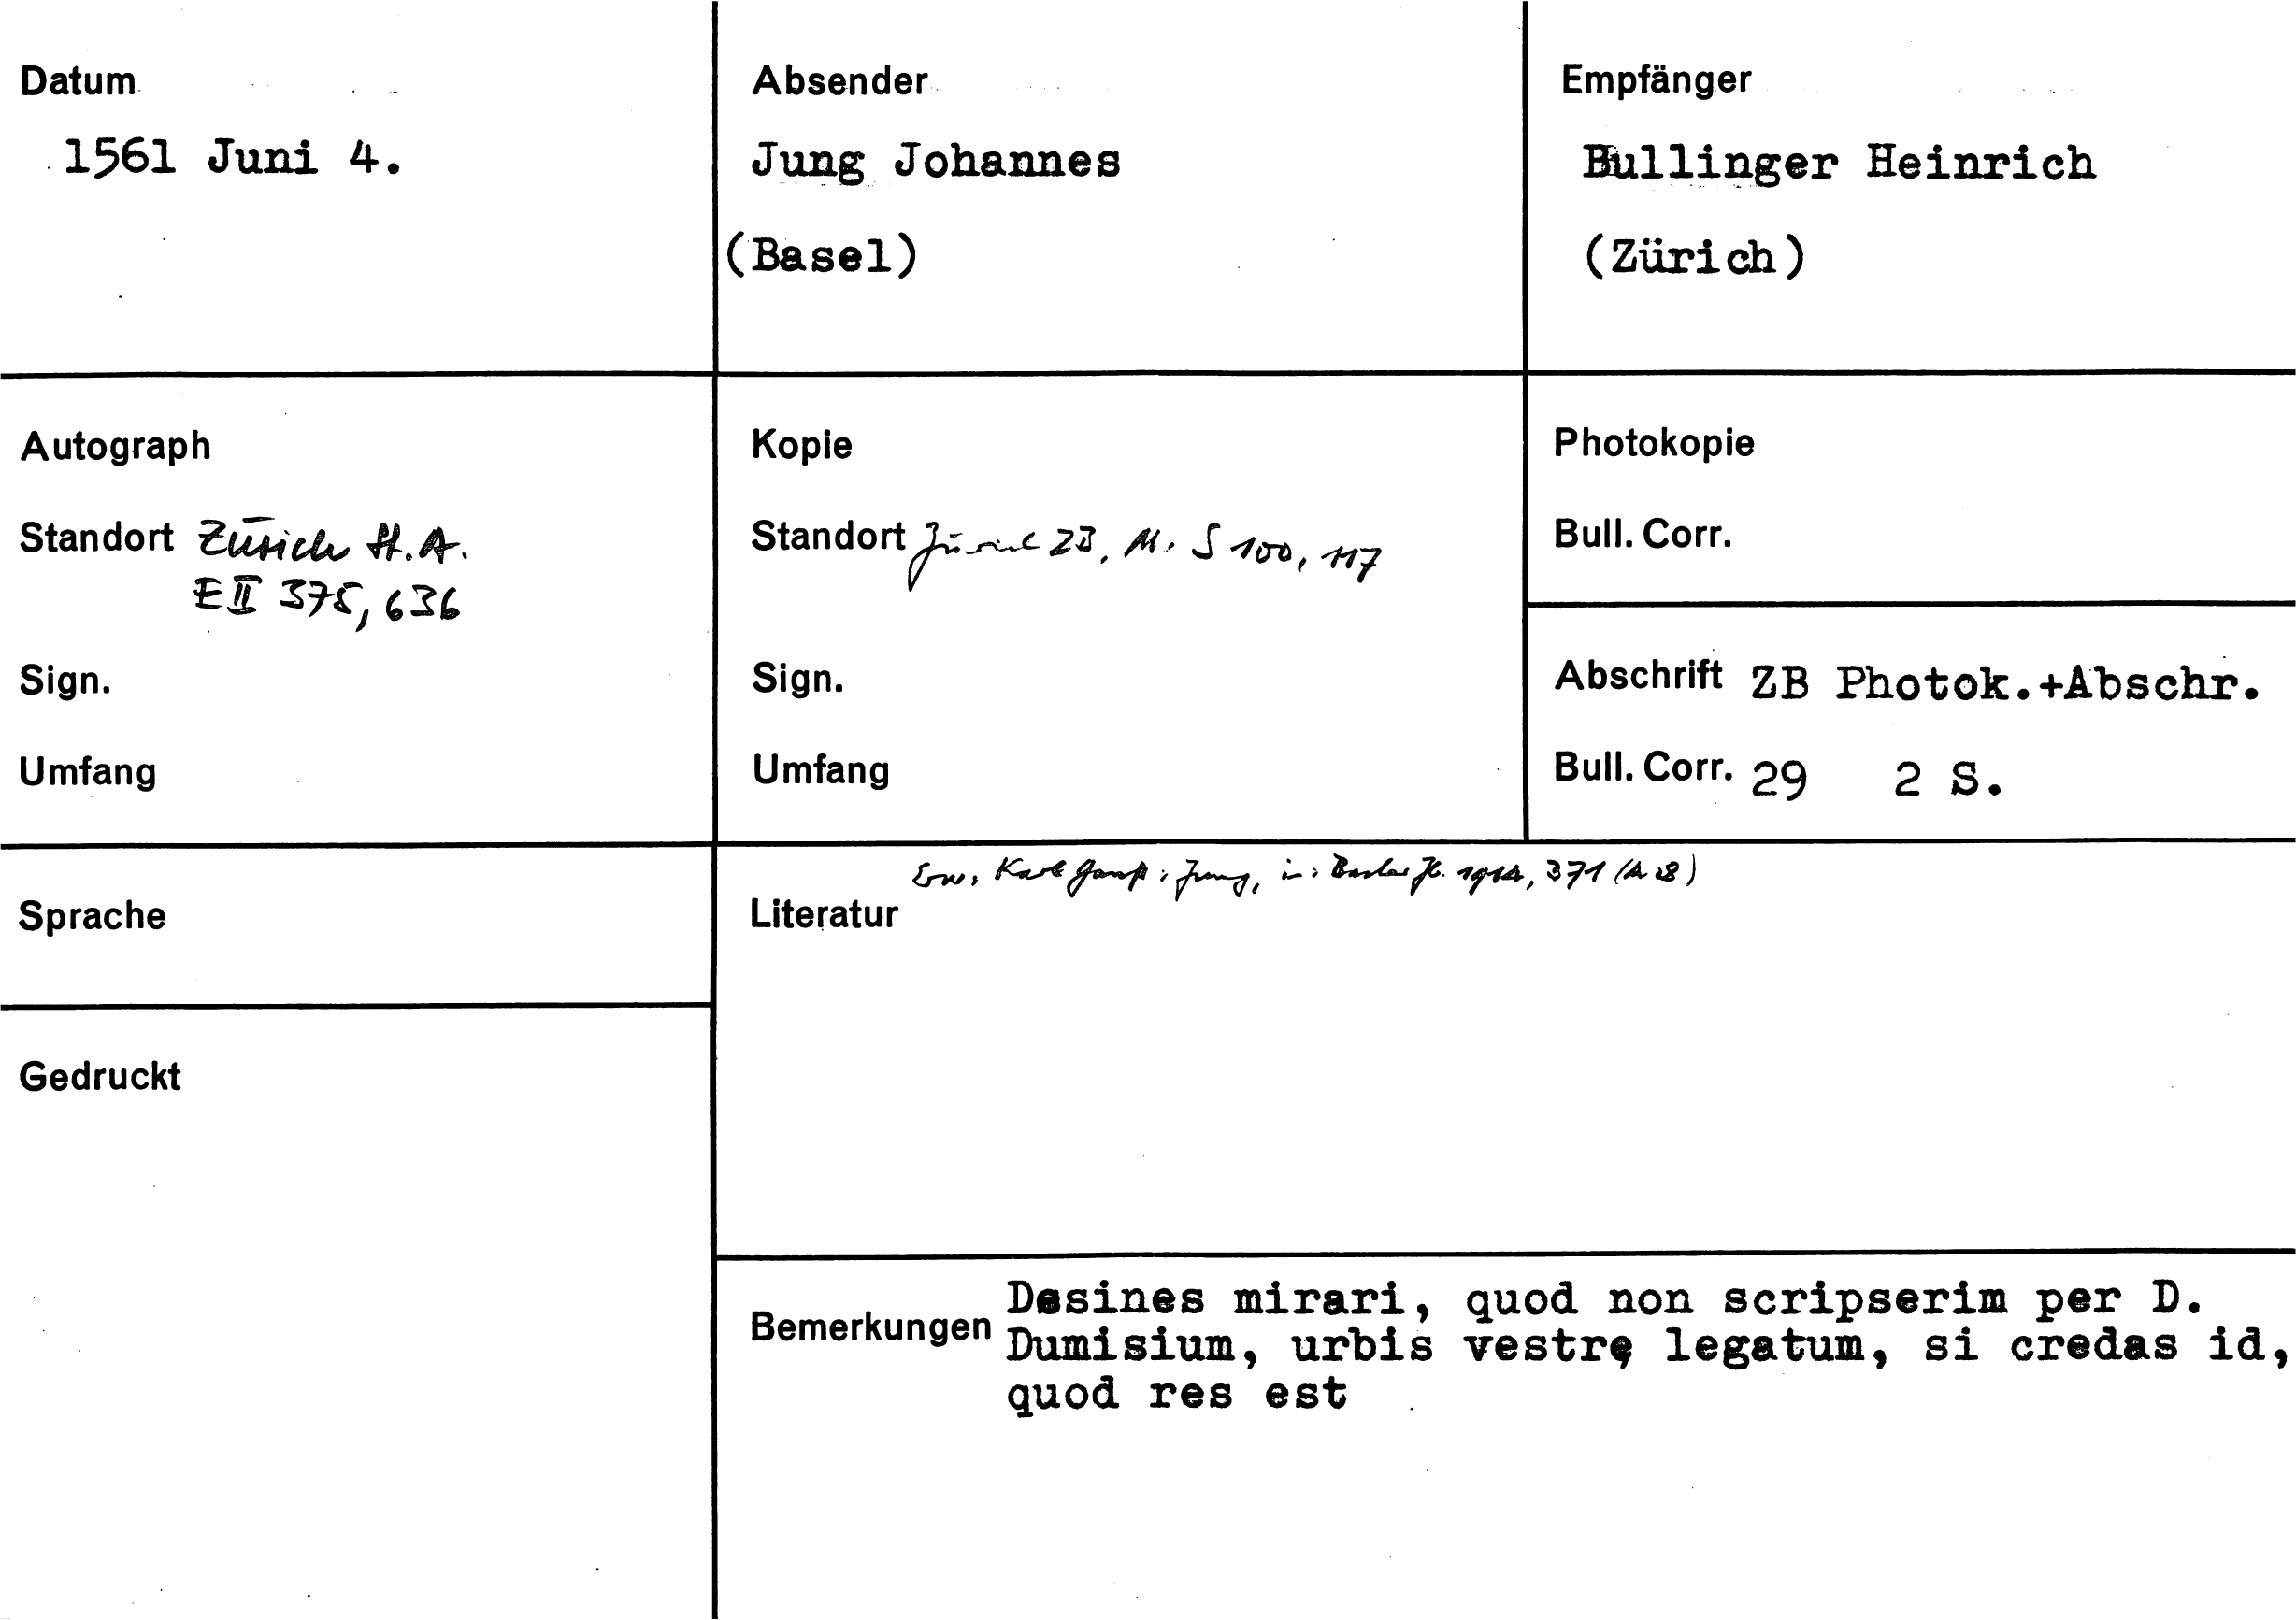 Datum
1561 Juni 4.
Absender
Jung Johannes
(Basel)
Empfänger
Bullinger Heinrich
(Zürich)
Autograph
Standort Zürich St.A.
E II 375, 636
Sign.
Umfang
Kopie
Standort Zürich ZB, Ms S 100, 117
Sign.
Umfang
Photokopie
Bull. Corr.
Abschrift ZB Photok.+Abschr.
Bull. Corr. 29 2 S.
Sprache
Gedruckt
Erw. Karl Gauss: Jung, in: Basler Jb. 1914, 371 (A 28)
Literatur
Bemerkungen
Desines mirari, quod non scripserim per D.
Dumisium, urbis vestrę legatum, si credas id,
quod res est